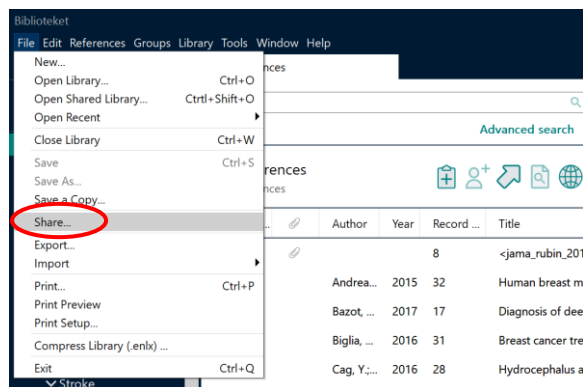 Biblioteket
File Edit References Groups Library Tools Window Help
New...
Open Library... Ctrl+O
Open Shared Library... Ctrtl+Shift+O
Open Recent
Close Library Ctrl+W
Save Ctrl+S
Save As...
Save a Copy...
Share...
Export...
Import
Print... Ctrl+P
Print Preview
Print Setup...
Compress Library (.enlx) ...
Exit Ctrl+Q
Stroke
nces
Advanced search
rences
nces
... Author Year Record ... Title
8 <jama_rubin_201
Andrea... 2015 32 Human breast m
Bazot, ... 2017 17 Diagnosis of dee
Biglia, ... 2016 31 Breast cancer tre
Cag, Y.;... 2016 28 Hydrocephalus a